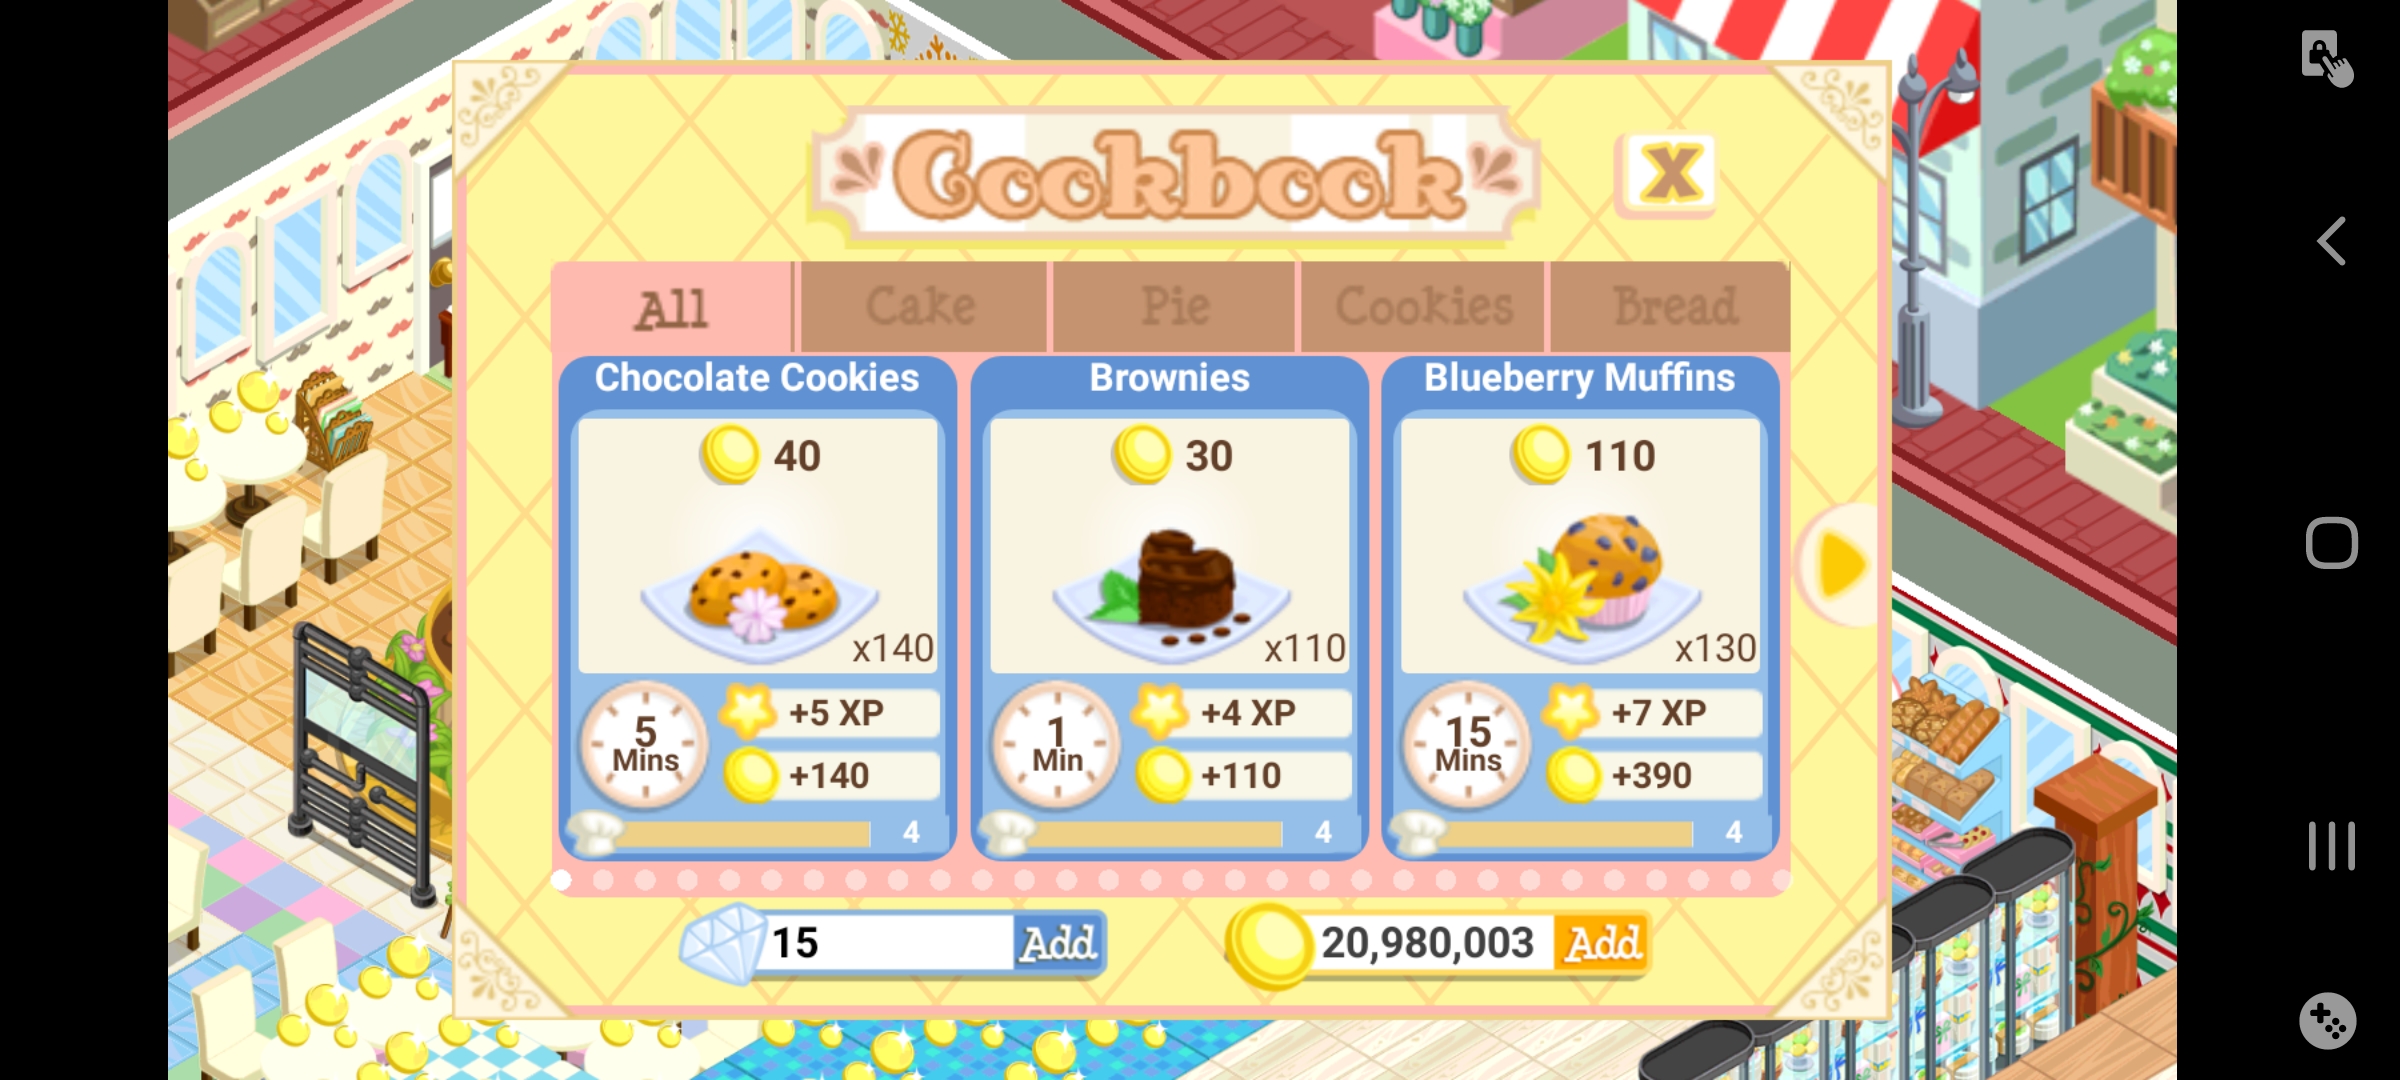 Cookbook
X
All
Cake
Pie
Cookies
Bread
Chocolate Cookies
40
x140
5
Mins
+5 XP
+140
4
Brownies
30
x110
1
Min
+4 XP
+110
4
Blueberry Muffins
110
x130
15
Mins
+7 XP
+390
4
15
Add
20,980,003
Add